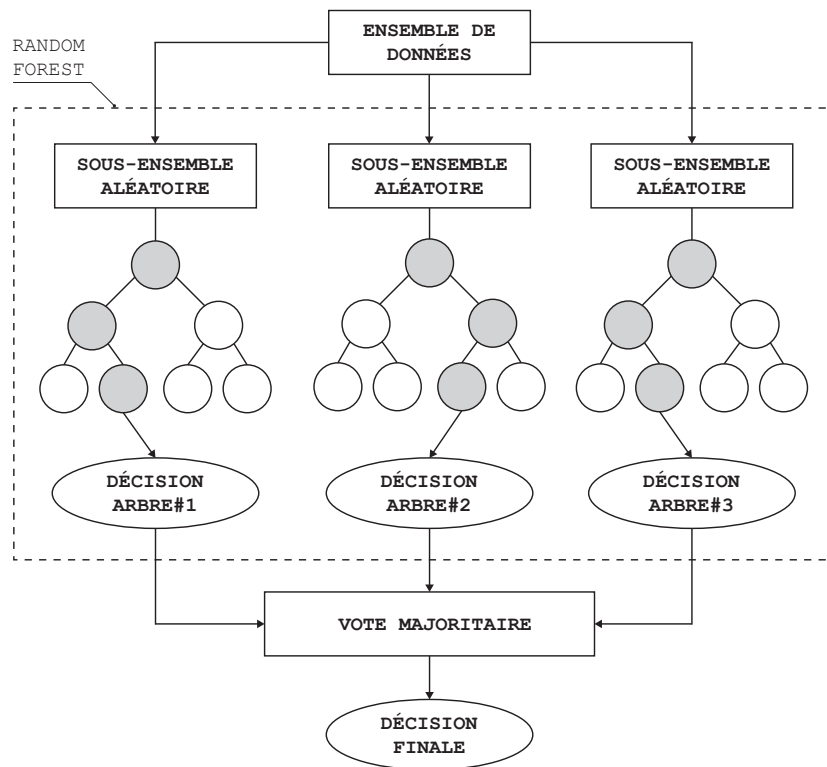 ENSEMBLE DE
DONNÉES
RANDOM
FOREST
SOUS-ENSEMBLE
ALÉATOIRE
SOUS-ENSEMBLE
ALÉATOIRE
SOUS-ENSEMBLE
ALÉATOIRE
DÉCISION
ARBRE#1
DÉCISION
ARBRE#2
DÉCISION
ARBRE#3
VOTE MAJORITAIRE
DÉCISION
FINALE